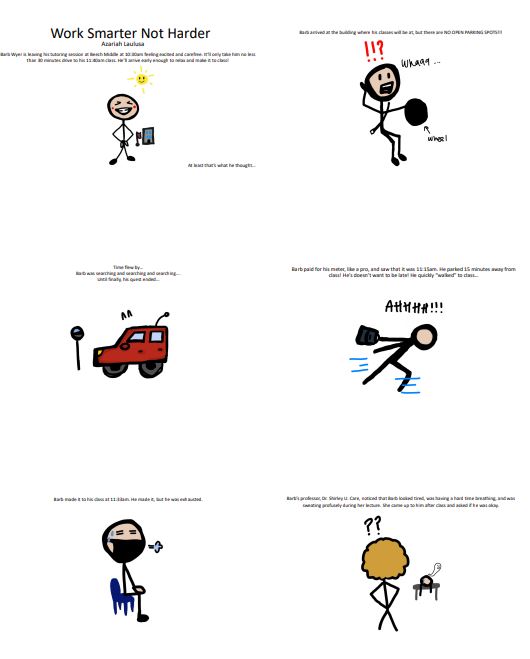 Work Smarter Not Harder
Azariah Laulusa
Barb Wyer is leaving his tutoring session at Beech Middle at 10:30am feeling excited and carefree. It'll only take him no less
than 30 minutes drive to his 11:40am class. He'll arrive early enough to relax and make it to class!
At least that's what he thought...
Barb arrived at the building where his classes will be at, but there are NO OPEN PARKING SPOTS!!!
!!?
Whaaa ...
wheel
Time flew by...
Barb was searching and searching and searching....
Until finally, his quest ended...
Barb paid for his meter, like a pro, and saw that it was 11:15am. He parked 15 minutes away from
class! He's doesn't want to be late! He quickly "walked" to class...
AHHHH!!!
Barb made it to his class at 11:33am. He made it, but he was exhausted.
Barb's professor, Dr. Shirley U. Care, noticed that Barb looked tired, was having a hard time breathing, and was
sweating profusely during her lecture. She came up to him after class and asked if he was okay.
??